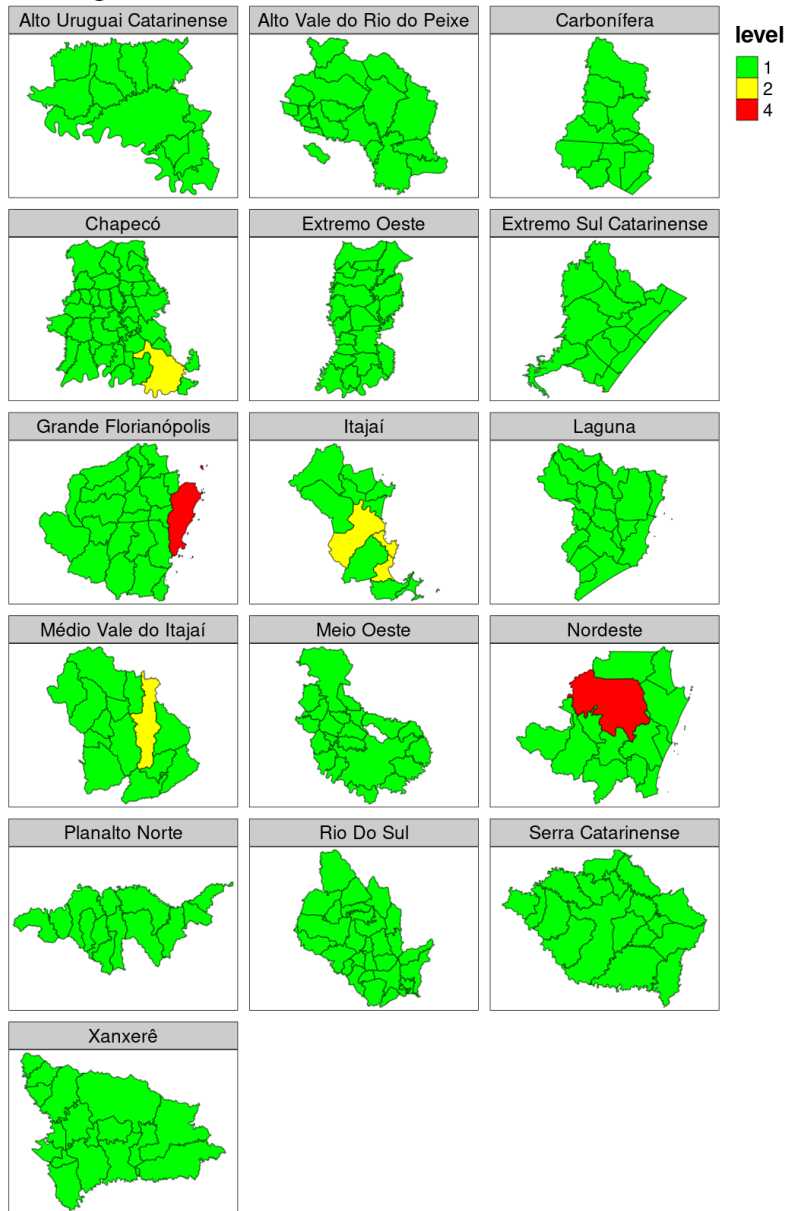 Alto Uruguai Catarinense
Alto Vale do Rio do Peixe
Carbonífera
level
1
2
4
Chapecó
Extremo Oeste
Extremo Sul Catarinense
Grande Florianópolis
Itajaí
Laguna
Médio Vale do Itajaí
Meio Oeste
Nordeste
Planalto Norte
Rio Do Sul
Serra Catarinense
Xanxerê